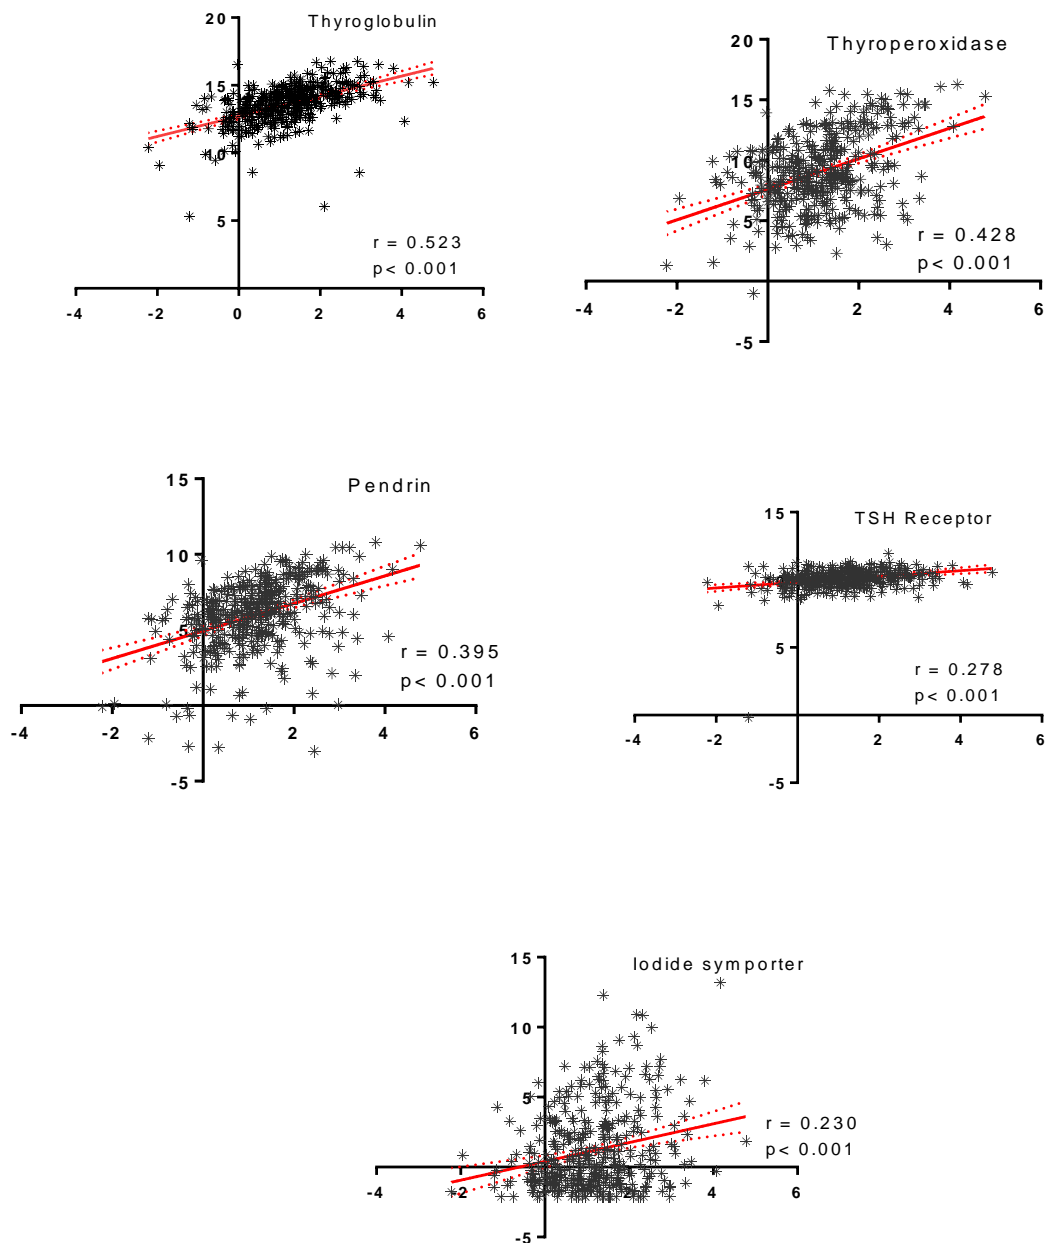 Thyroglobulin
20
15
10
5
r = 0.523
p< 0.001
-4 -2 0 2 4 6
Thyroperoxidase
20
15
10
5
r = 0.428
p< 0.001
-4 -2 2 4 6
-5
Pendrin
15
10
5
r = 0.395
p< 0.001
-4 -2 2 4 6
-5
TSH Receptor
15
5
r = 0.278
p< 0.001
-4 -2 2 4 6
-5
Iodide symporter
15
10
5
r = 0.230
p< 0.001
-4 -2 2 4 6
-5